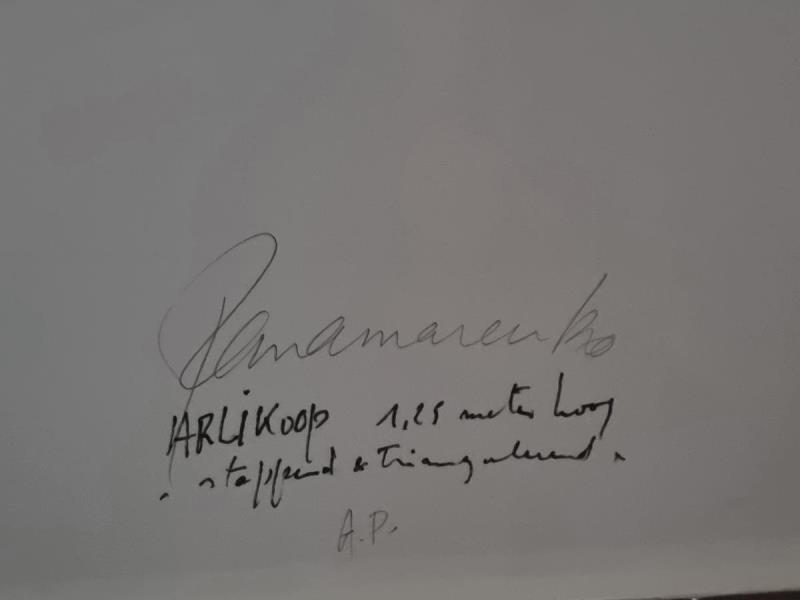 Panamarenko
ARLiKOOP 1,25 meter hoog
. stappend & triangulerend .
A.P.